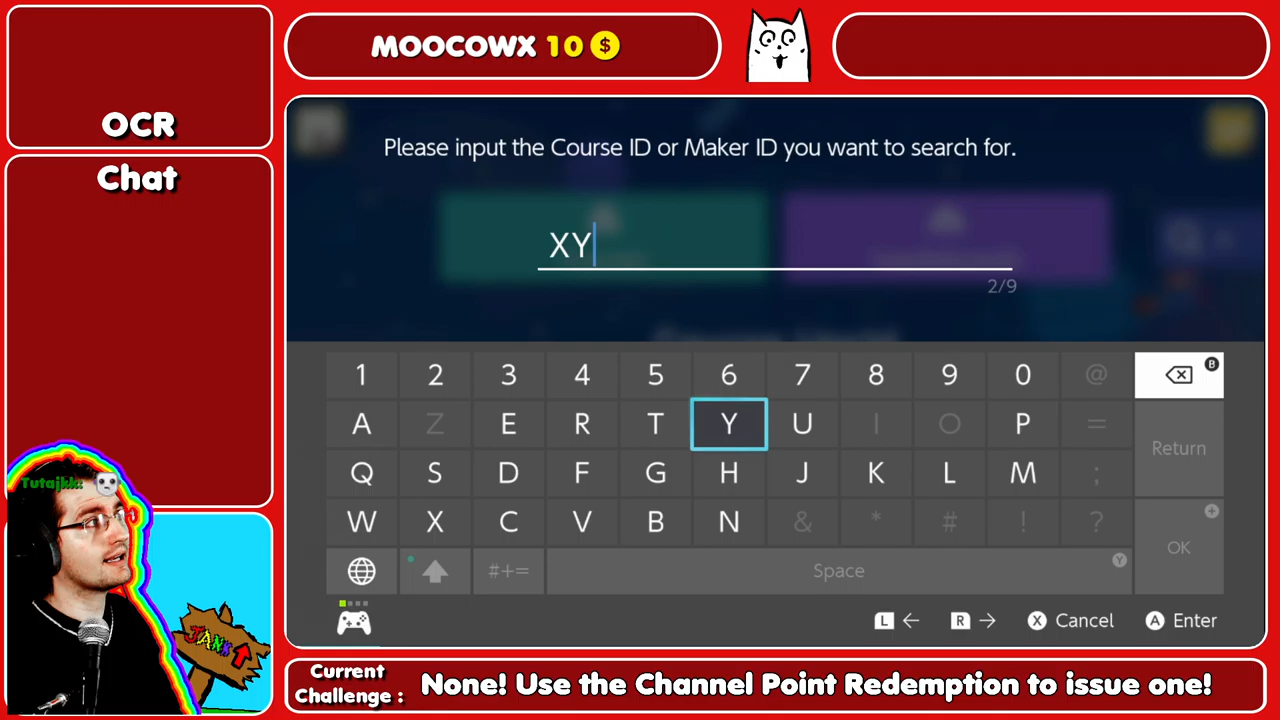 MOOCOWX 10 $
OCR
Chat
Please input the Course ID or Maker ID you want to search for.
XY
2/9
1 2 3 4 5 6 7 8 9 0 @ B
A Z E R T Y U I O P = Return
Q S D F G H J K L M ;
W X C V B N & * # ! ? + OK
#+= Space Y
L ← R → X Cancel A Enter
Tutajkk:
JANK
Current Challenge :
None! Use the Channel Point Redemption to issue one!